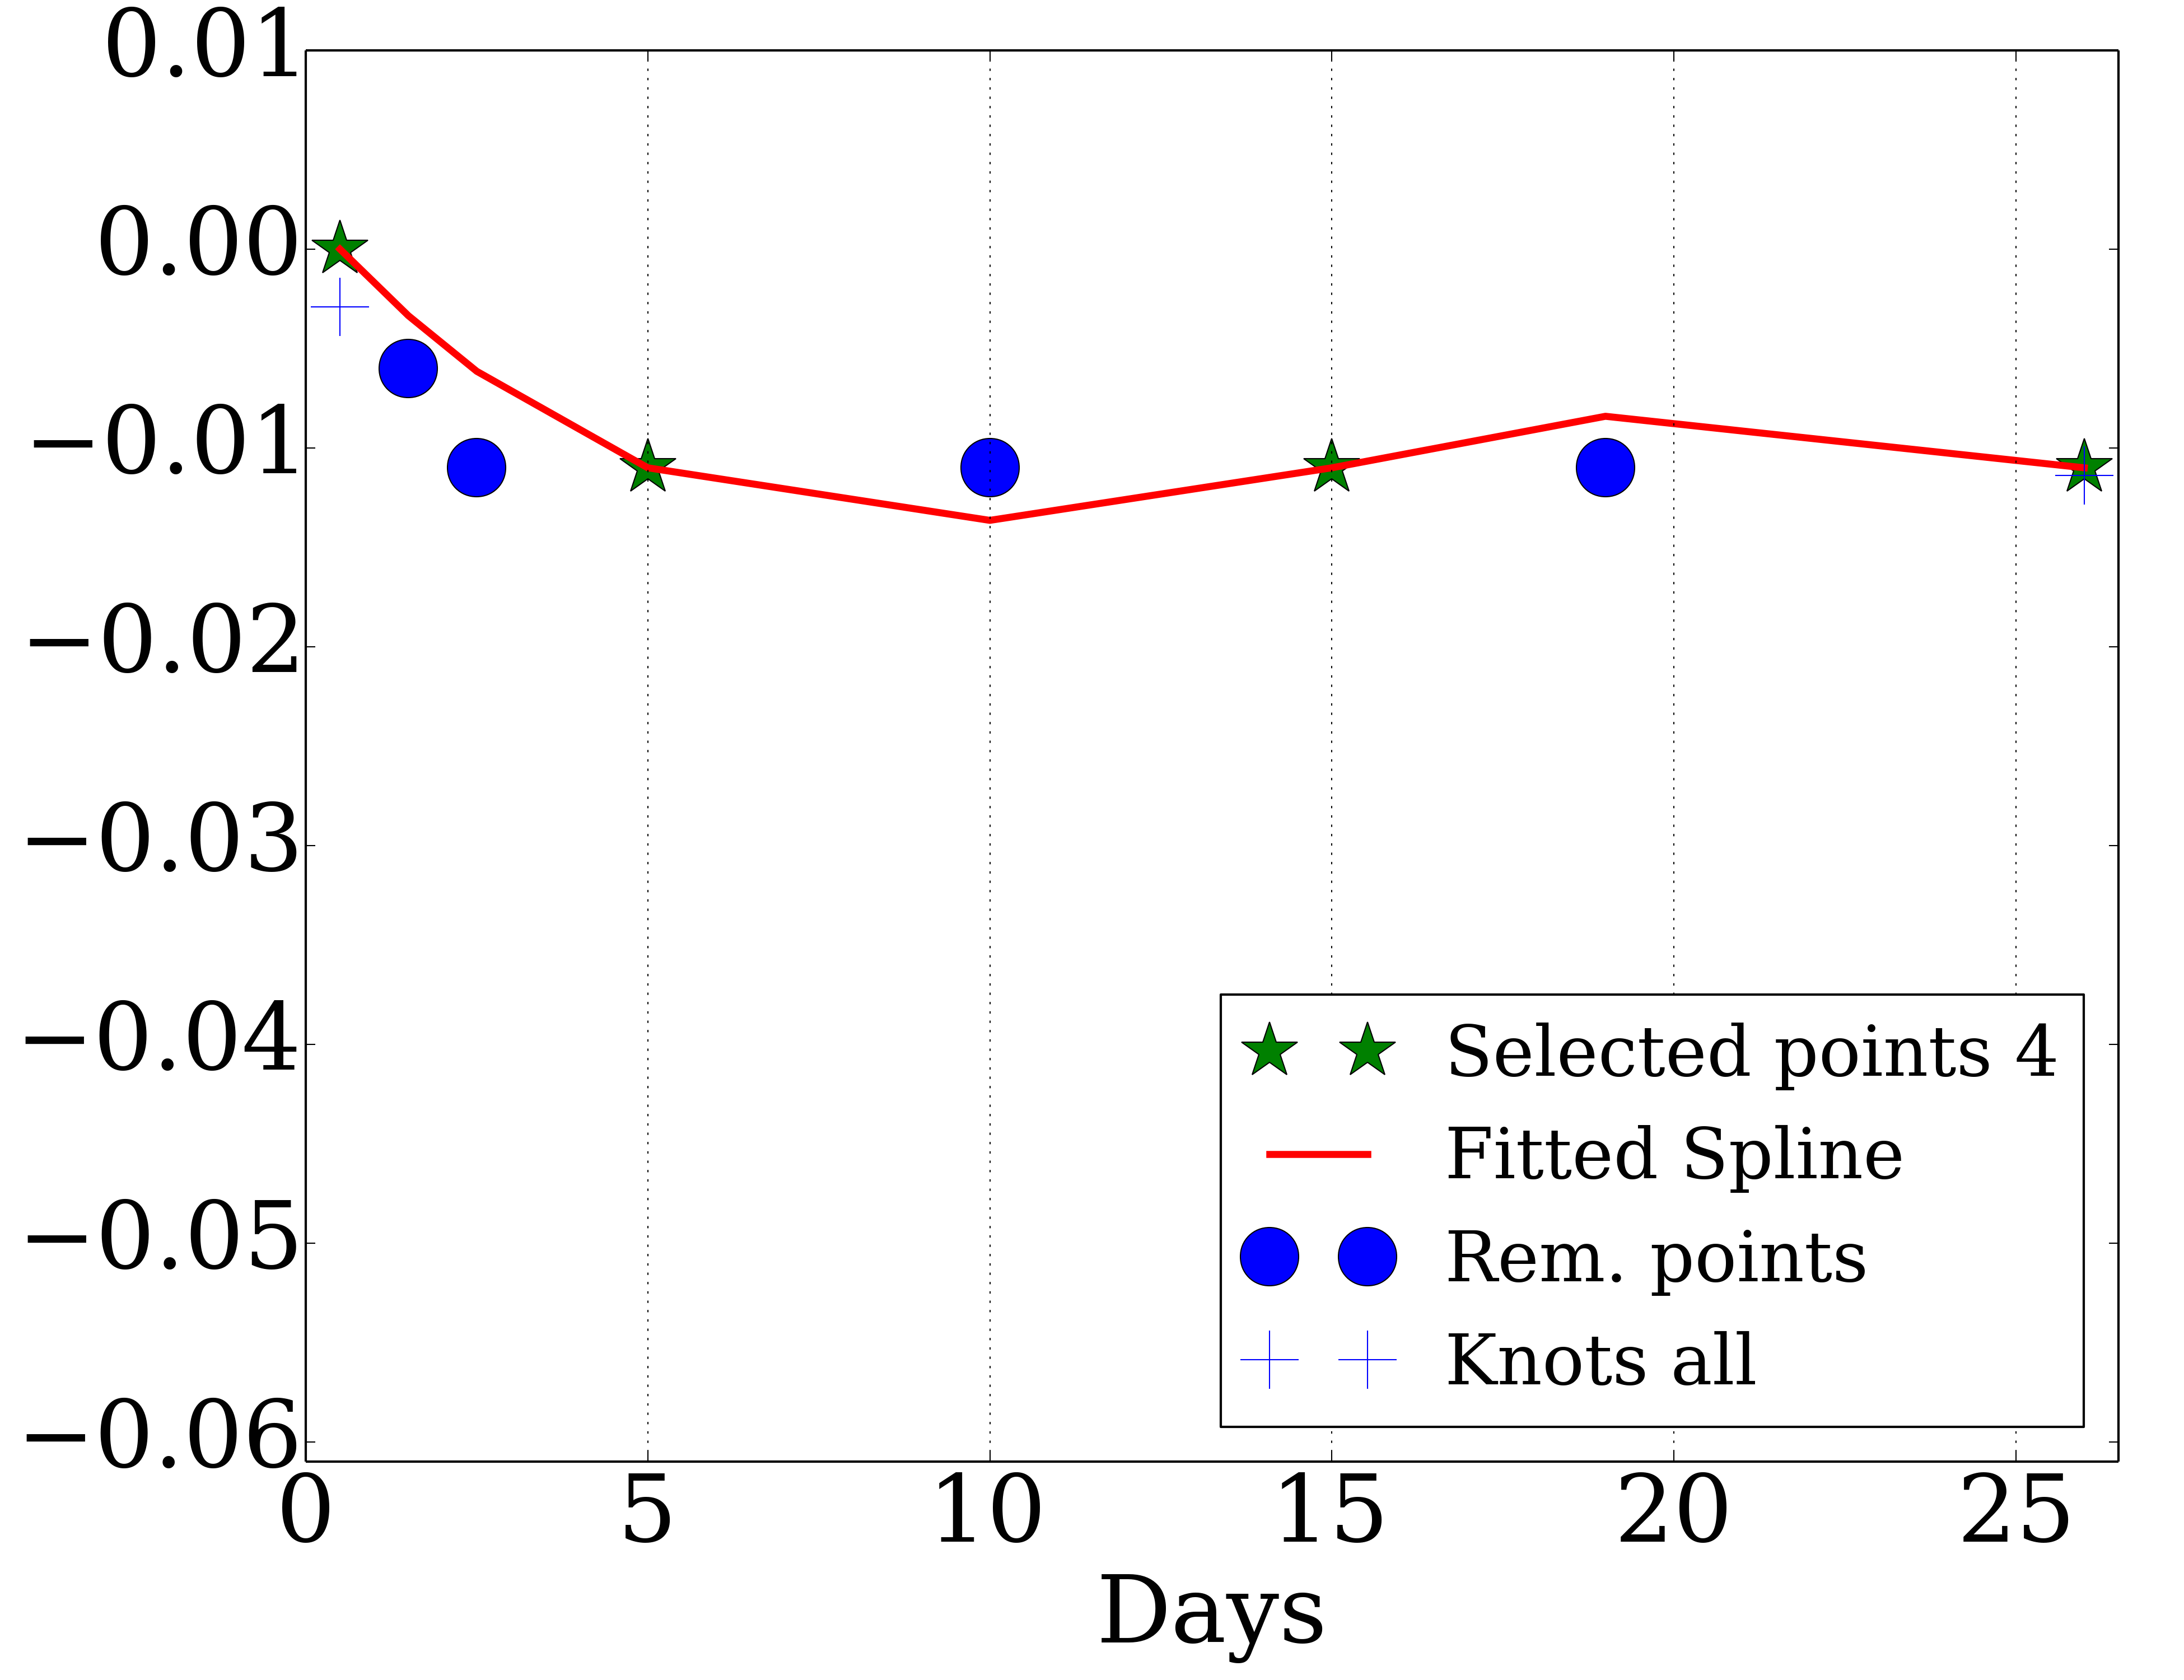 0.01
0.00
−0.01
−0.02
−0.03
−0.04
−0.05
−0.06
0 5 10 15 20 25
Days
Selected points 4
Fitted Spline
Rem. points
Knots all